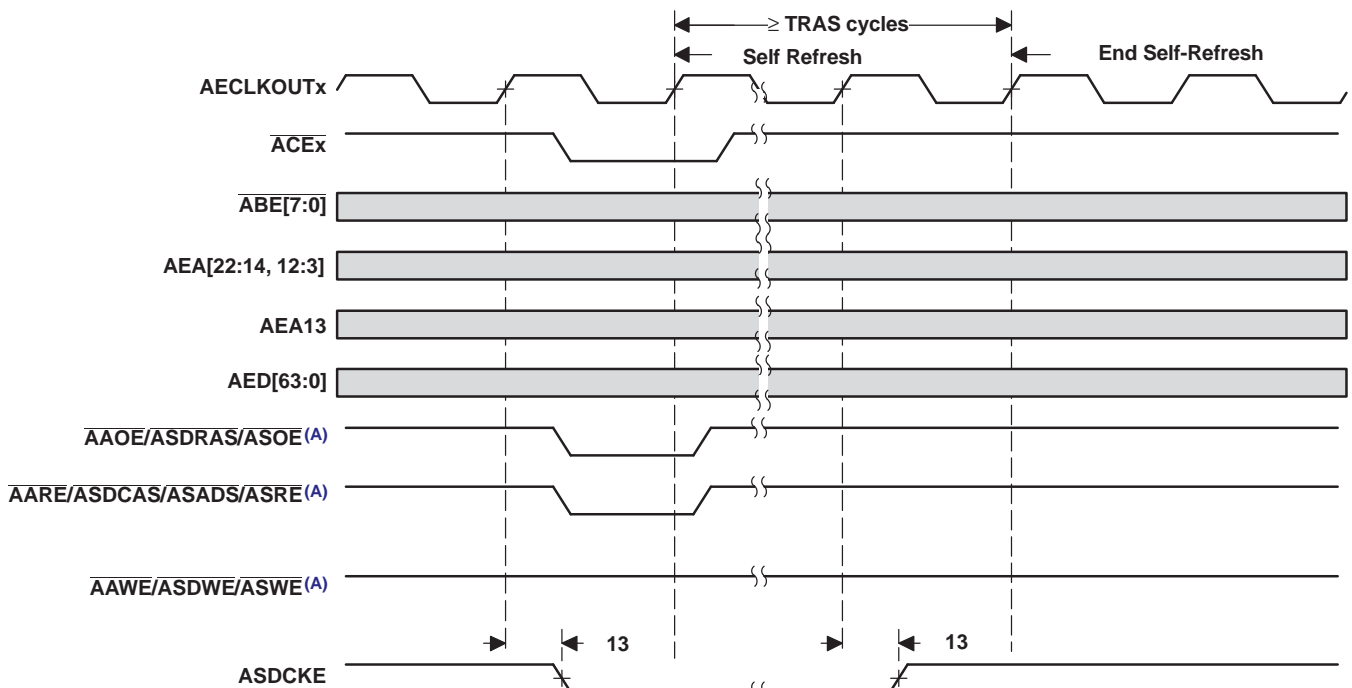 ≥ TRAS cycles
Self Refresh
End Self-Refresh
AECLKOUTx
ACEx
ABE[7:0]
AEA[22:14, 12:3]
AEA13
AED[63:0]
AAOE/ASDRAS/ASOE(A)
AARE/ASDCAS/ASADS/ASRE(A)
AAWE/ASDWE/ASWE(A)
13
13
ASDCKE